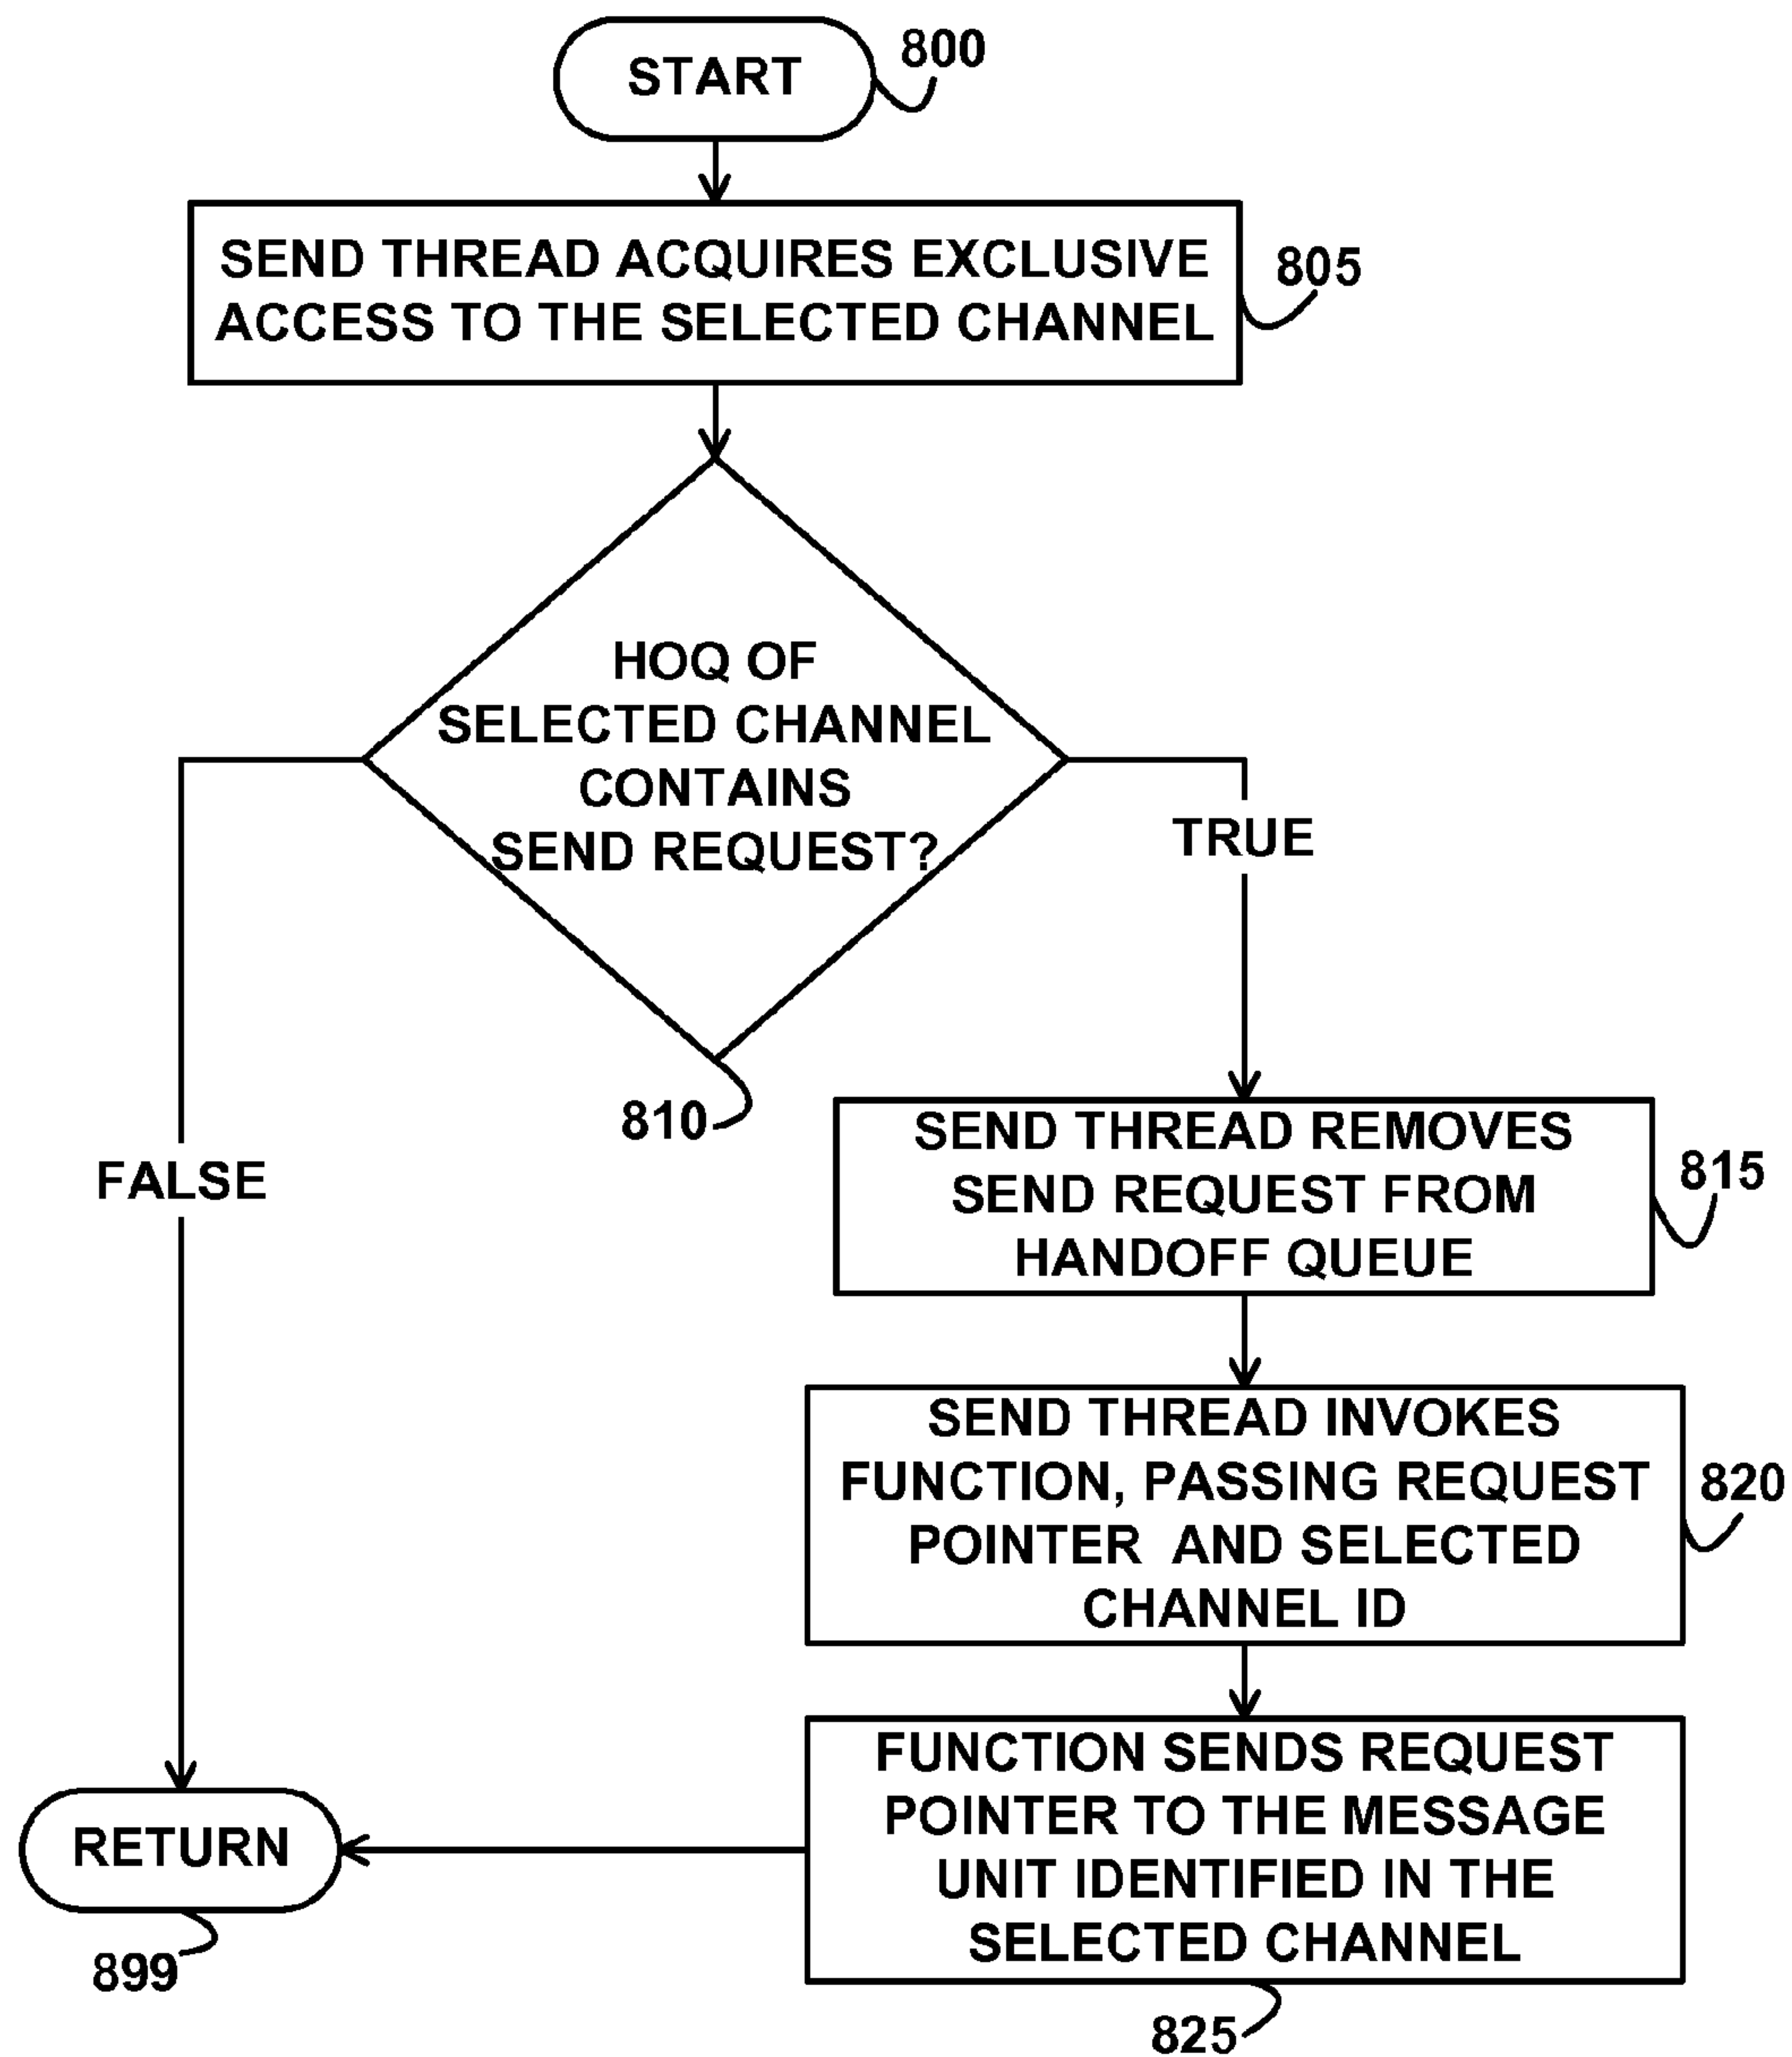 START
800
SEND THREAD ACQUIRES EXCLUSIVE
ACCESS TO THE SELECTED CHANNEL
805
HOQ OF
SELECTED CHANNEL
CONTAINS
SEND REQUEST?
810
TRUE
FALSE
SEND THREAD REMOVES
SEND REQUEST FROM
HANDOFF QUEUE
815
SEND THREAD INVOKES
FUNCTION, PASSING REQUEST
POINTER AND SELECTED
CHANNEL ID
820
FUNCTION SENDS REQUEST
POINTER TO THE MESSAGE
UNIT IDENTIFIED IN THE
SELECTED CHANNEL
825
RETURN
899